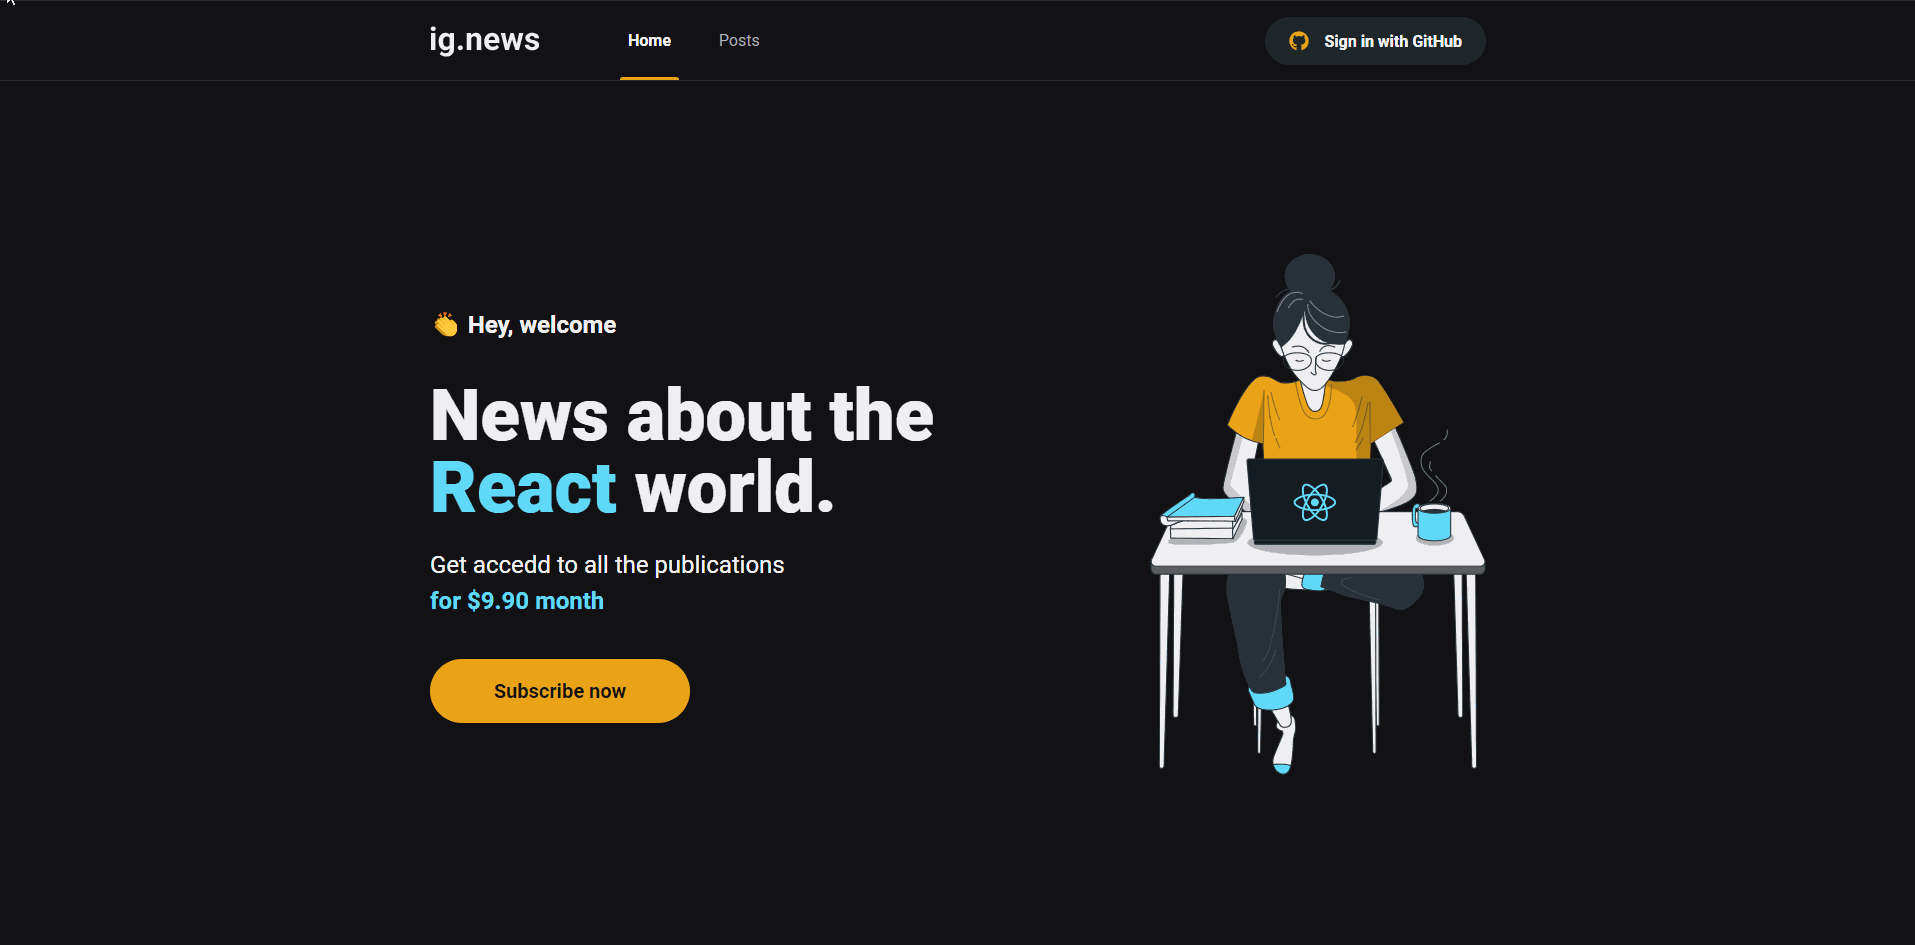 ig.news
Home
Posts
Sign in with GitHub
👏 Hey, welcome
News about the
React world.
Get accedd to all the publications
for $9.90 month
Subscribe now